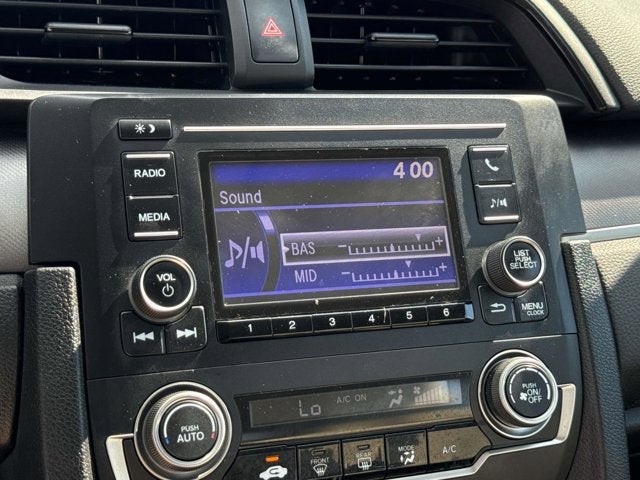 4 00
RADIO
Sound
MEDIA
BAS
- +
MID
- +
VOL
LIST
PUSH
SELECT
MENU
CLOCK
1 2 3 4 5 6
PUSH
AUTO
Lo
A/C ON
PUSH
ON/
OFF
FRONT
REAR
MODE
A/C